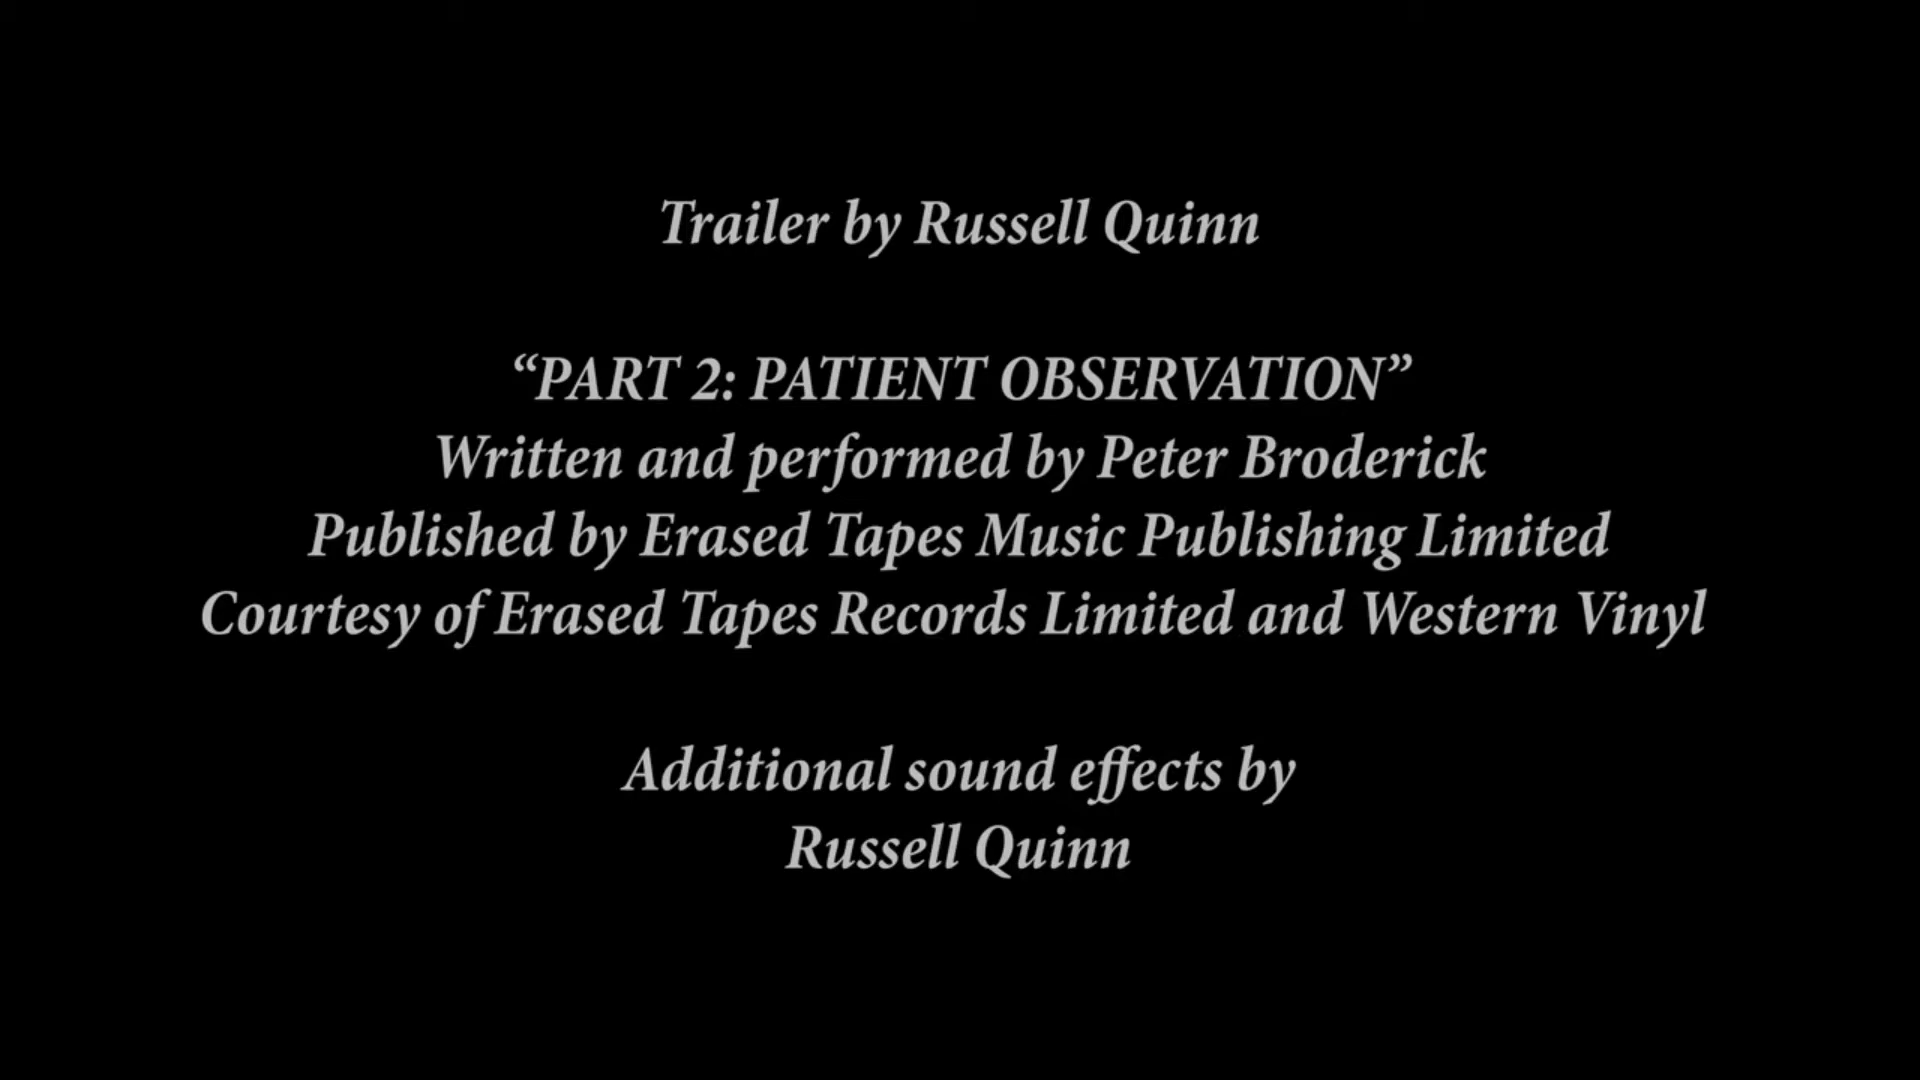 Trailer by Russell Quinn
“PART 2: PATIENT OBSERVATION”
Written and performed by Peter Broderick
Published by Erased Tapes Music Publishing Limited
Courtesy of Erased Tapes Records Limited and Western Vinyl
Additional sound effects by
Russell Quinn